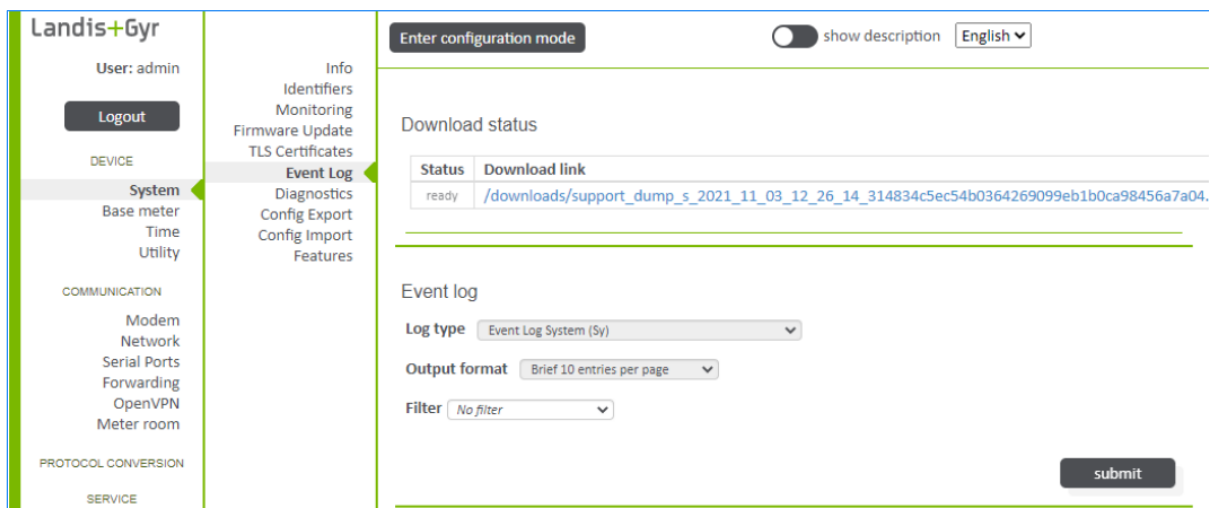 Landis+Gyr
User: admin
Logout
DEVICE
System
Base meter
Time
Utility
COMMUNICATION
Modem
Network
Serial Ports
Forwarding
OpenVPN
Meter room
PROTOCOL CONVERSION
SERVICE
Info
Identifiers
Monitoring
Firmware Update
TLS Certificates
Event Log
Diagnostics
Config Export
Config Import
Features
Enter configuration mode
show description
English
Download status
Status Download link
ready /downloads/support_dump_s_2021_11_03_12_26_14_314834c5ec54b0364269099eb1b0ca98456a7a04.
Event log
Log type Event Log System (Sy)
Output format Brief 10 entries per page
Filter No filter
submit